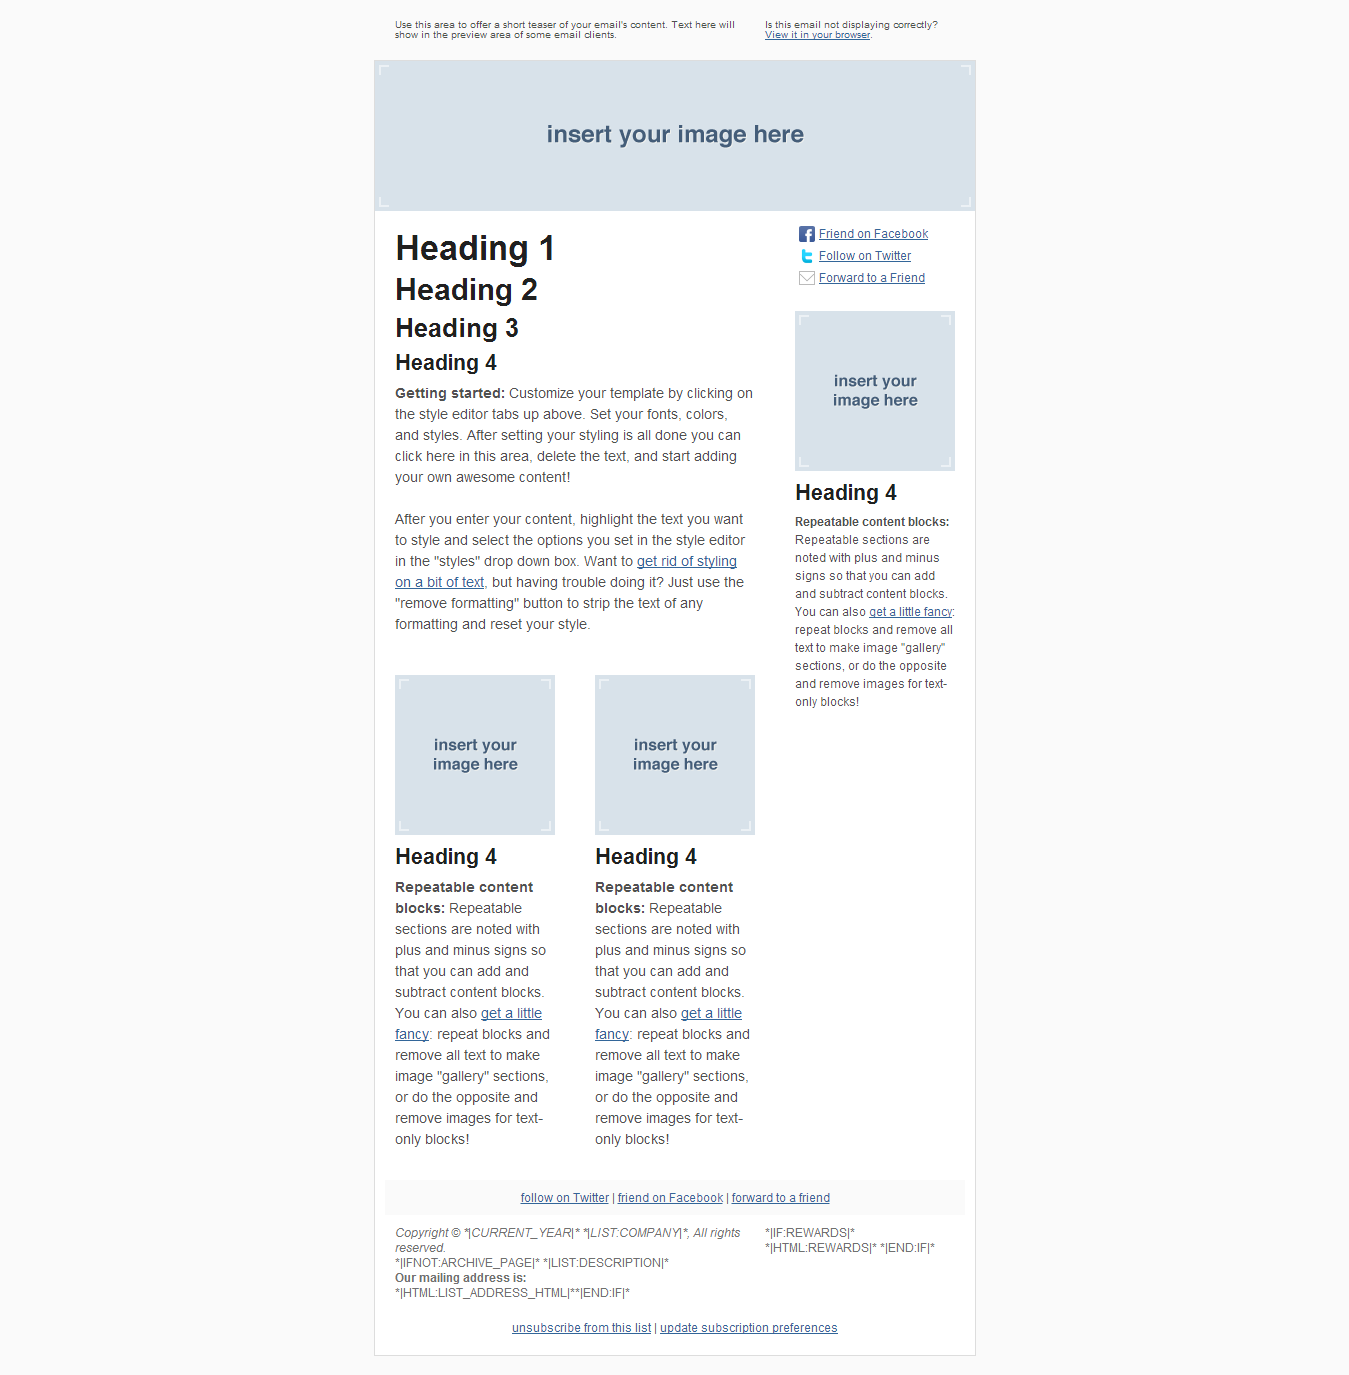 Use this area to offer a short teaser of your email's content. Text here will
show in the preview area of some email clients.
Is this email not displaying correctly?
View it in your browser.
insert your image here
Heading 1
Heading 2
Heading 3
Heading 4
Getting started: Customize your template by clicking on
the style editor tabs up above. Set your fonts, colors,
and styles. After setting your styling is all done you can
click here in this area, delete the text, and start adding
your own awesome content!
After you enter your content, highlight the text you want
to style and select the options you set in the style editor
in the "styles" drop down box. Want to get rid of styling
on a bit of text, but having trouble doing it? Just use the
"remove formatting" button to strip the text of any
formatting and reset your style.
insert your
image here
Heading 4
Repeatable content
blocks: Repeatable
sections are noted with
plus and minus signs so
that you can add and
subtract content blocks.
You can also get a little
fancy: repeat blocks and
remove all text to make
image "gallery" sections,
or do the opposite and
remove images for text-
only blocks!
insert your
image here
Heading 4
Repeatable content
blocks: Repeatable
sections are noted with
plus and minus signs so
that you can add and
subtract content blocks.
You can also get a little
fancy: repeat blocks and
remove all text to make
image "gallery" sections,
or do the opposite and
remove images for text-
only blocks!
Friend on Facebook
Follow on Twitter
Forward to a Friend
insert your
image here
Heading 4
Repeatable content blocks:
Repeatable sections are
noted with plus and minus
signs so that you can add
and subtract content blocks.
You can also get a little fancy:
repeat blocks and remove all
text to make image "gallery"
sections, or do the opposite
and remove images for text-
only blocks!
follow on Twitter | friend on Facebook | forward to a friend
Copyright © *|CURRENT_YEAR|* *|LIST:COMPANY|*, All rights
reserved.
*|IFNOT:ARCHIVE_PAGE|* *|LIST:DESCRIPTION|*
Our mailing address is:
*|HTML:LIST_ADDRESS_HTML|**|END:IF|*
*|IF:REWARDS|*
*|HTML:REWARDS|* *|END:IF|*
unsubscribe from this list | update subscription preferences